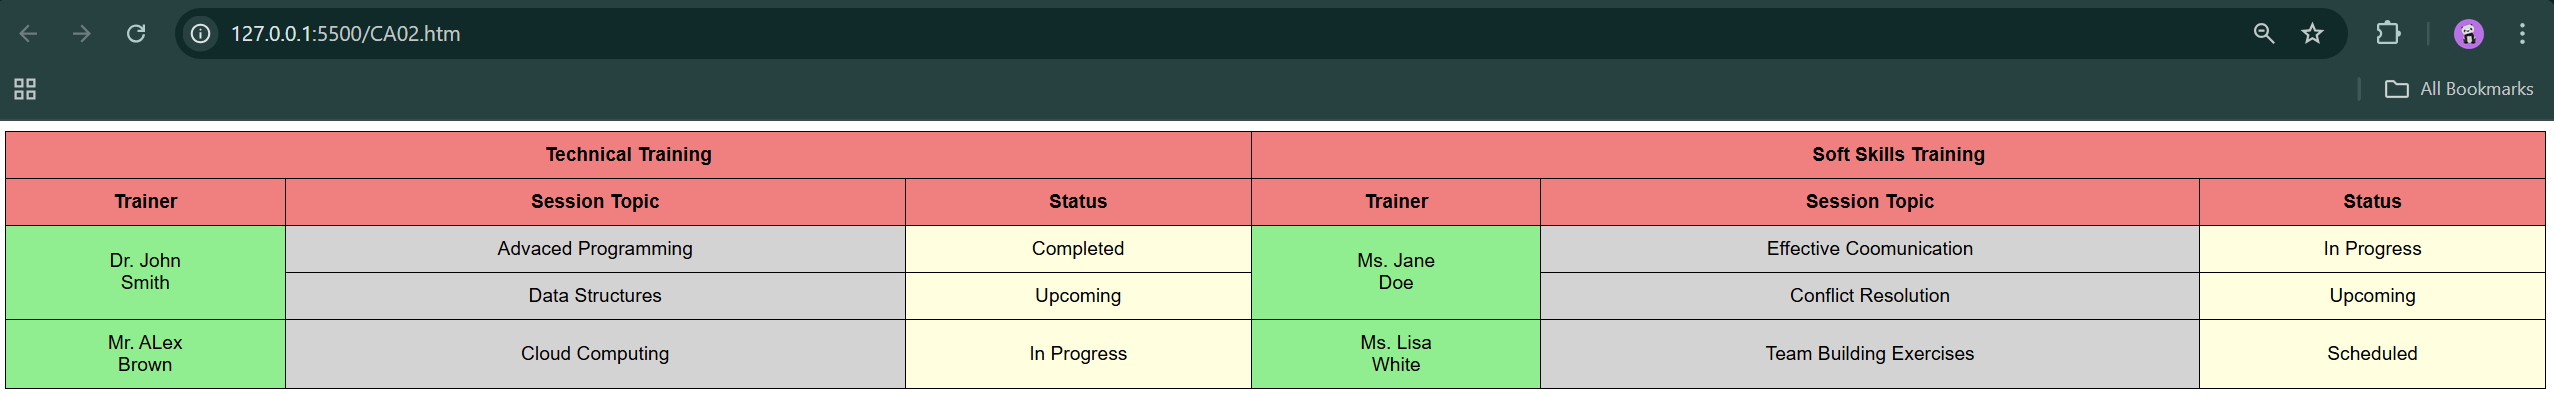 127.0.0.1:5500/CA02.htm
All Bookmarks
Technical Training Soft Skills Training
Trainer Session Topic Status Trainer Session Topic Status
Dr. John
Smith
Advaced Programming Completed
Ms. Jane
Doe
Effective Coomunication In Progress
Data Structures Upcoming Conflict Resolution Upcoming
Mr. ALex
Brown
Cloud Computing In Progress
Ms. Lisa
White
Team Building Exercises Scheduled